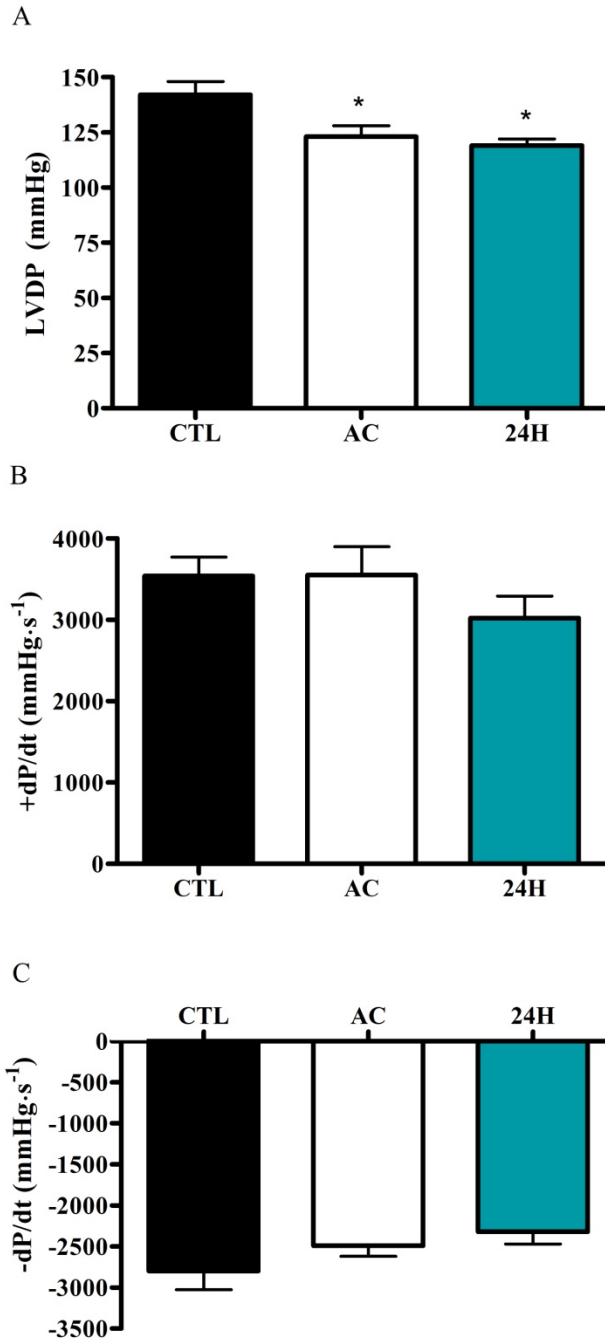 A
LVDP (mmHg)
150
125
100
75
50
25
0
*
*
CTL AC 24H
B
+dP/dt (mmHg·s⁻¹)
4000
3000
2000
1000
0
CTL AC 24H
C
CTL AC 24H
-dP/dt (mmHg·s⁻¹)
0
-500
-1000
-1500
-2000
-2500
-3000
-3500